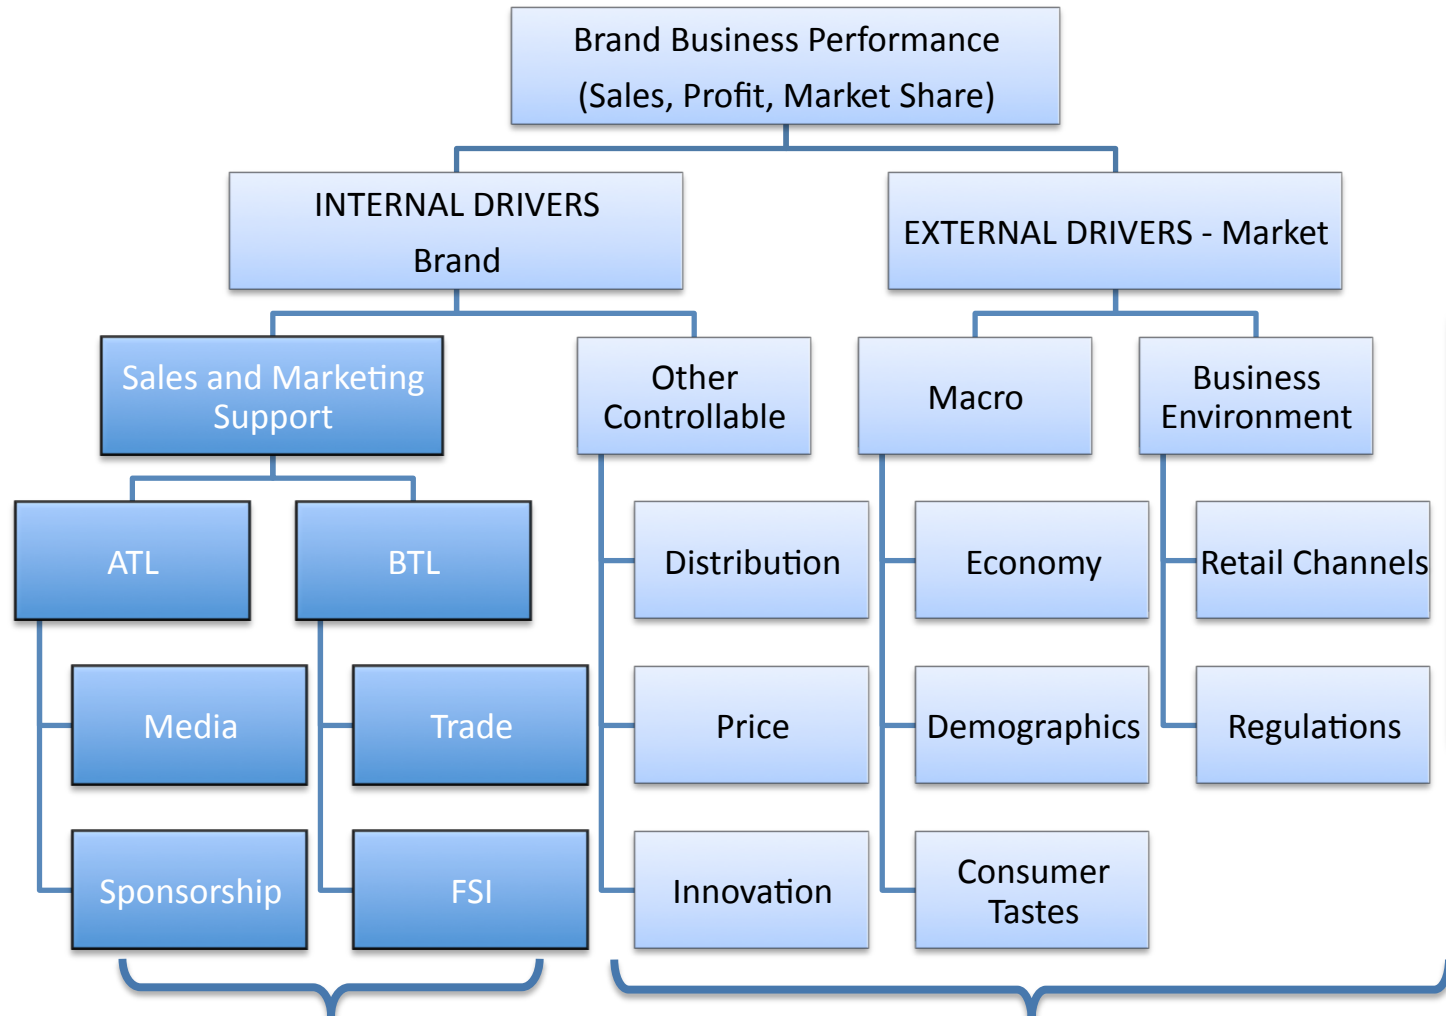 Brand Business Performance
(Sales, Profit, Market Share)
INTERNAL DRIVERS
Brand
EXTERNAL DRIVERS - Market
Sales and Marketing
Support
Other
Controllable
Macro
Business
Environment
ATL
BTL
Distribution
Economy
Retail Channels
Media
Trade
Price
Demographics
Regulations
Sponsorship
FSI
Innovation
Consumer
Tastes